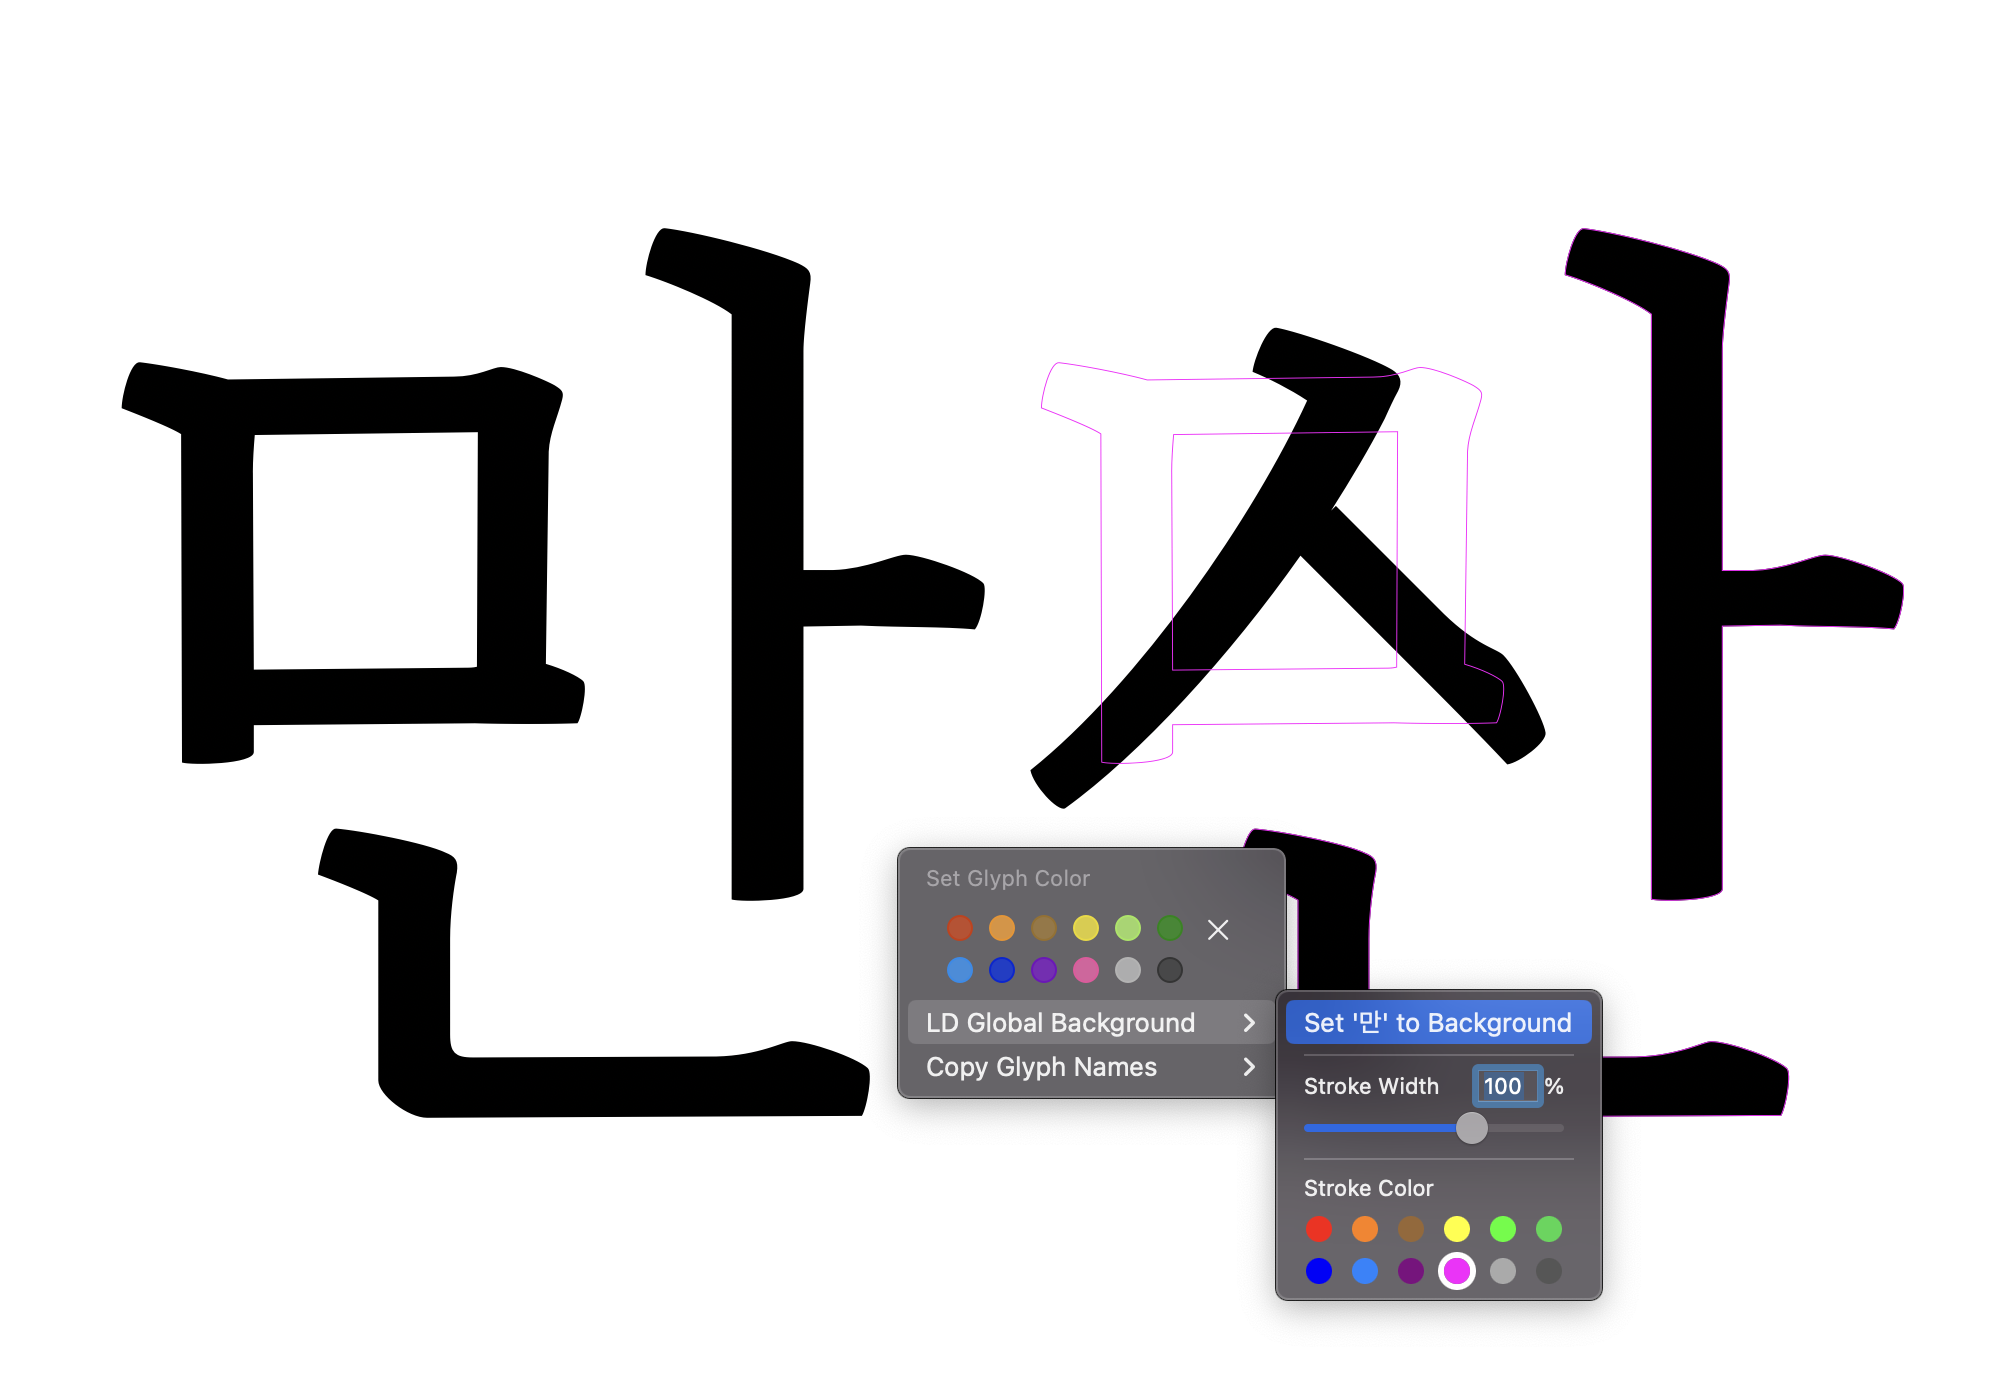 만산
Set Glyph Color
LD Global Background
Copy Glyph Names
Set '만' to Background
Stroke Width 100 %
Stroke Color